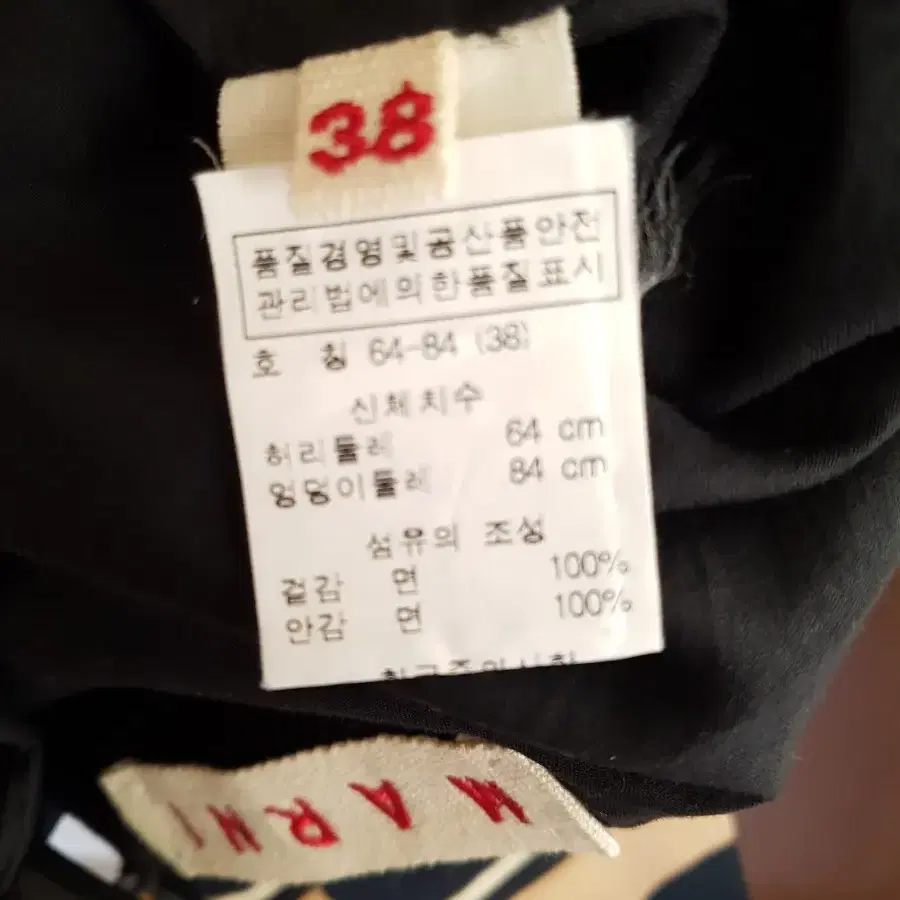 38
품질경영및공산품안전
관리법에의한품질표시
호 칭 64-84 (38)
신체치수
허리둘레 64 cm
엉덩이둘레 84 cm
섬유의 조성
겉감 면 100%
안감 면 100%
MARNI